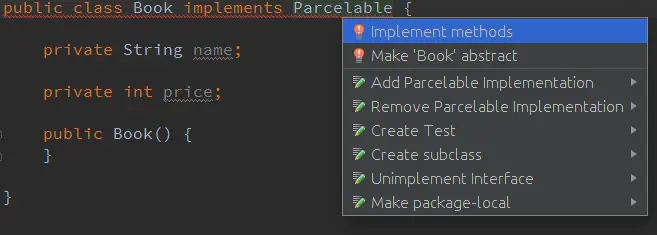 public class Book implements Parcelable {
Implement methods
Make 'Book' abstract
private String name;
Add Parcelable Implementation
private int price;
Remove Parcelable Implementation
Create Test
public Book() {
Create subclass
}
Unimplement Interface
}
Make package-local